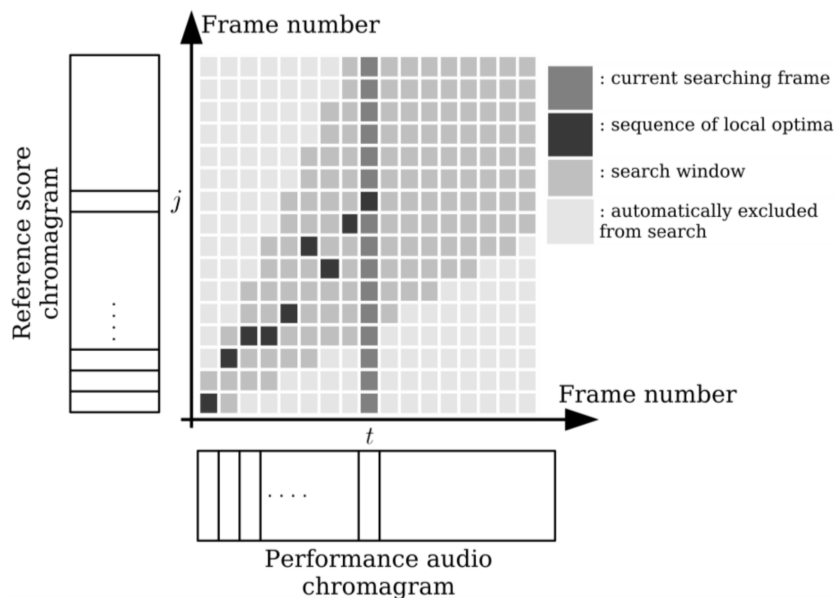 Frame number
: current searching frame
: sequence of local optima
: search window
: automatically excluded
from search
Reference score
chromagram
j
. . . .
Frame number
t
. . . .
Performance audio
chromagram